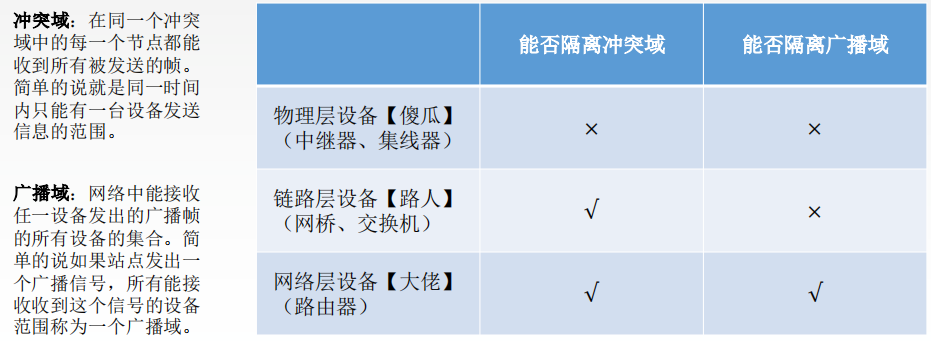 冲突域：在同一个冲突
域中的每一个节点都能
收到所有被发送的帧。
简单的说就是同一时间
内只能有一台设备发送
信息的范围。
广播域：网络中能接收
任一设备发出的广播帧
的所有设备的集合。简
单的说如果站点发出一
个广播信号，所有能接
收收到这个信号的设备
范围称为一个广播域。
能否隔离冲突域 能否隔离广播域
物理层设备【傻瓜】
（中继器、集线器）
× ×
链路层设备【路人】
（网桥、交换机）
√ ×
网络层设备【大佬】
（路由器）
√ √